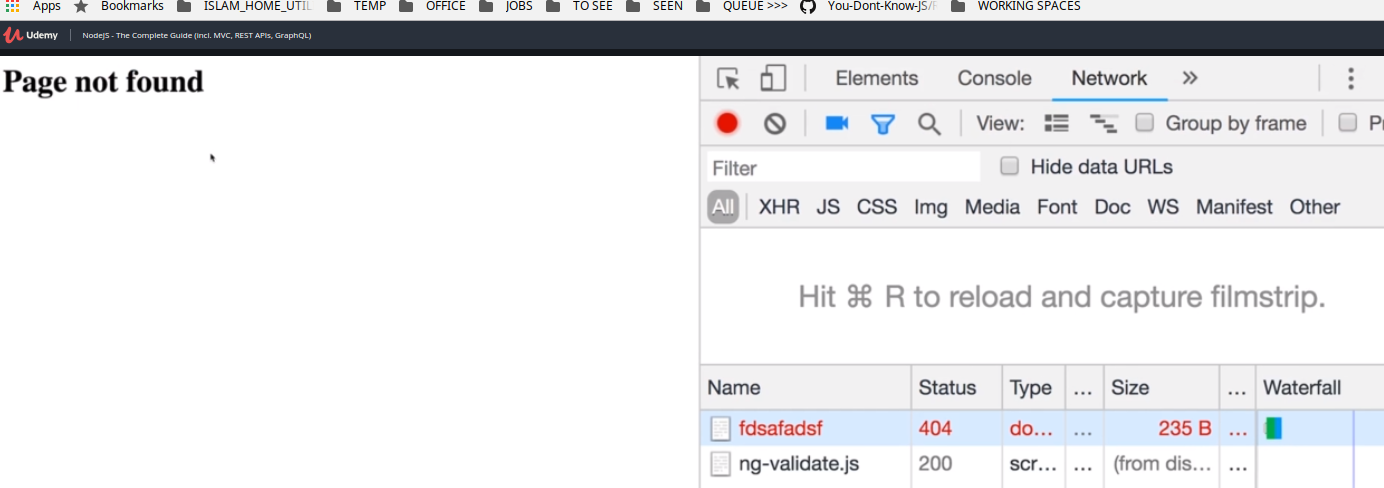 Apps Bookmarks ISLAM_HOME_UTIL TEMP OFFICE JOBS TO SEE SEEN QUEUE >>> You-Dont-Know-JS/ WORKING SPACES
Udemy NodeJS - The Complete Guide (incl. MVC, REST APIs, GraphQL)
Page not found
Elements Console Network »
View: Group by frame
Filter Hide data URLs
All XHR JS CSS Img Media Font Doc WS Manifest Other
Hit ⌘ R to reload and capture filmstrip.
Name Status Type ... Size ... Waterfall
fdsafadsf 404 do... ... 235 B ...
ng-validate.js 200 scr... ... (from dis... ...